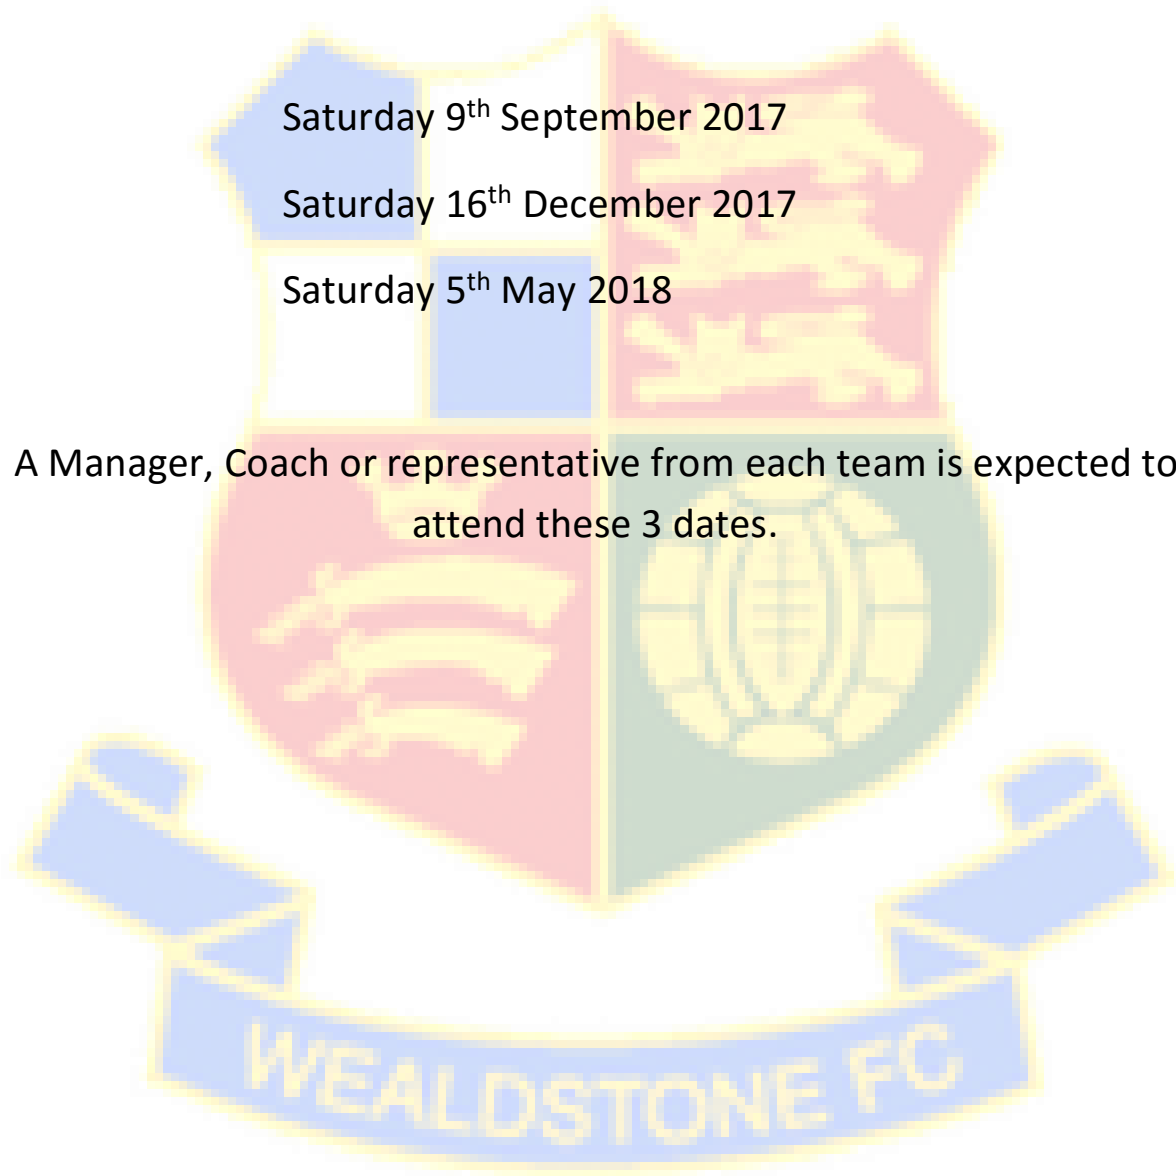 Saturday 9th September 2017
Saturday 16th December 2017
Saturday 5th May 2018
A Manager, Coach or representative from each team is expected to
attend these 3 dates.
WEALDSTONE FC